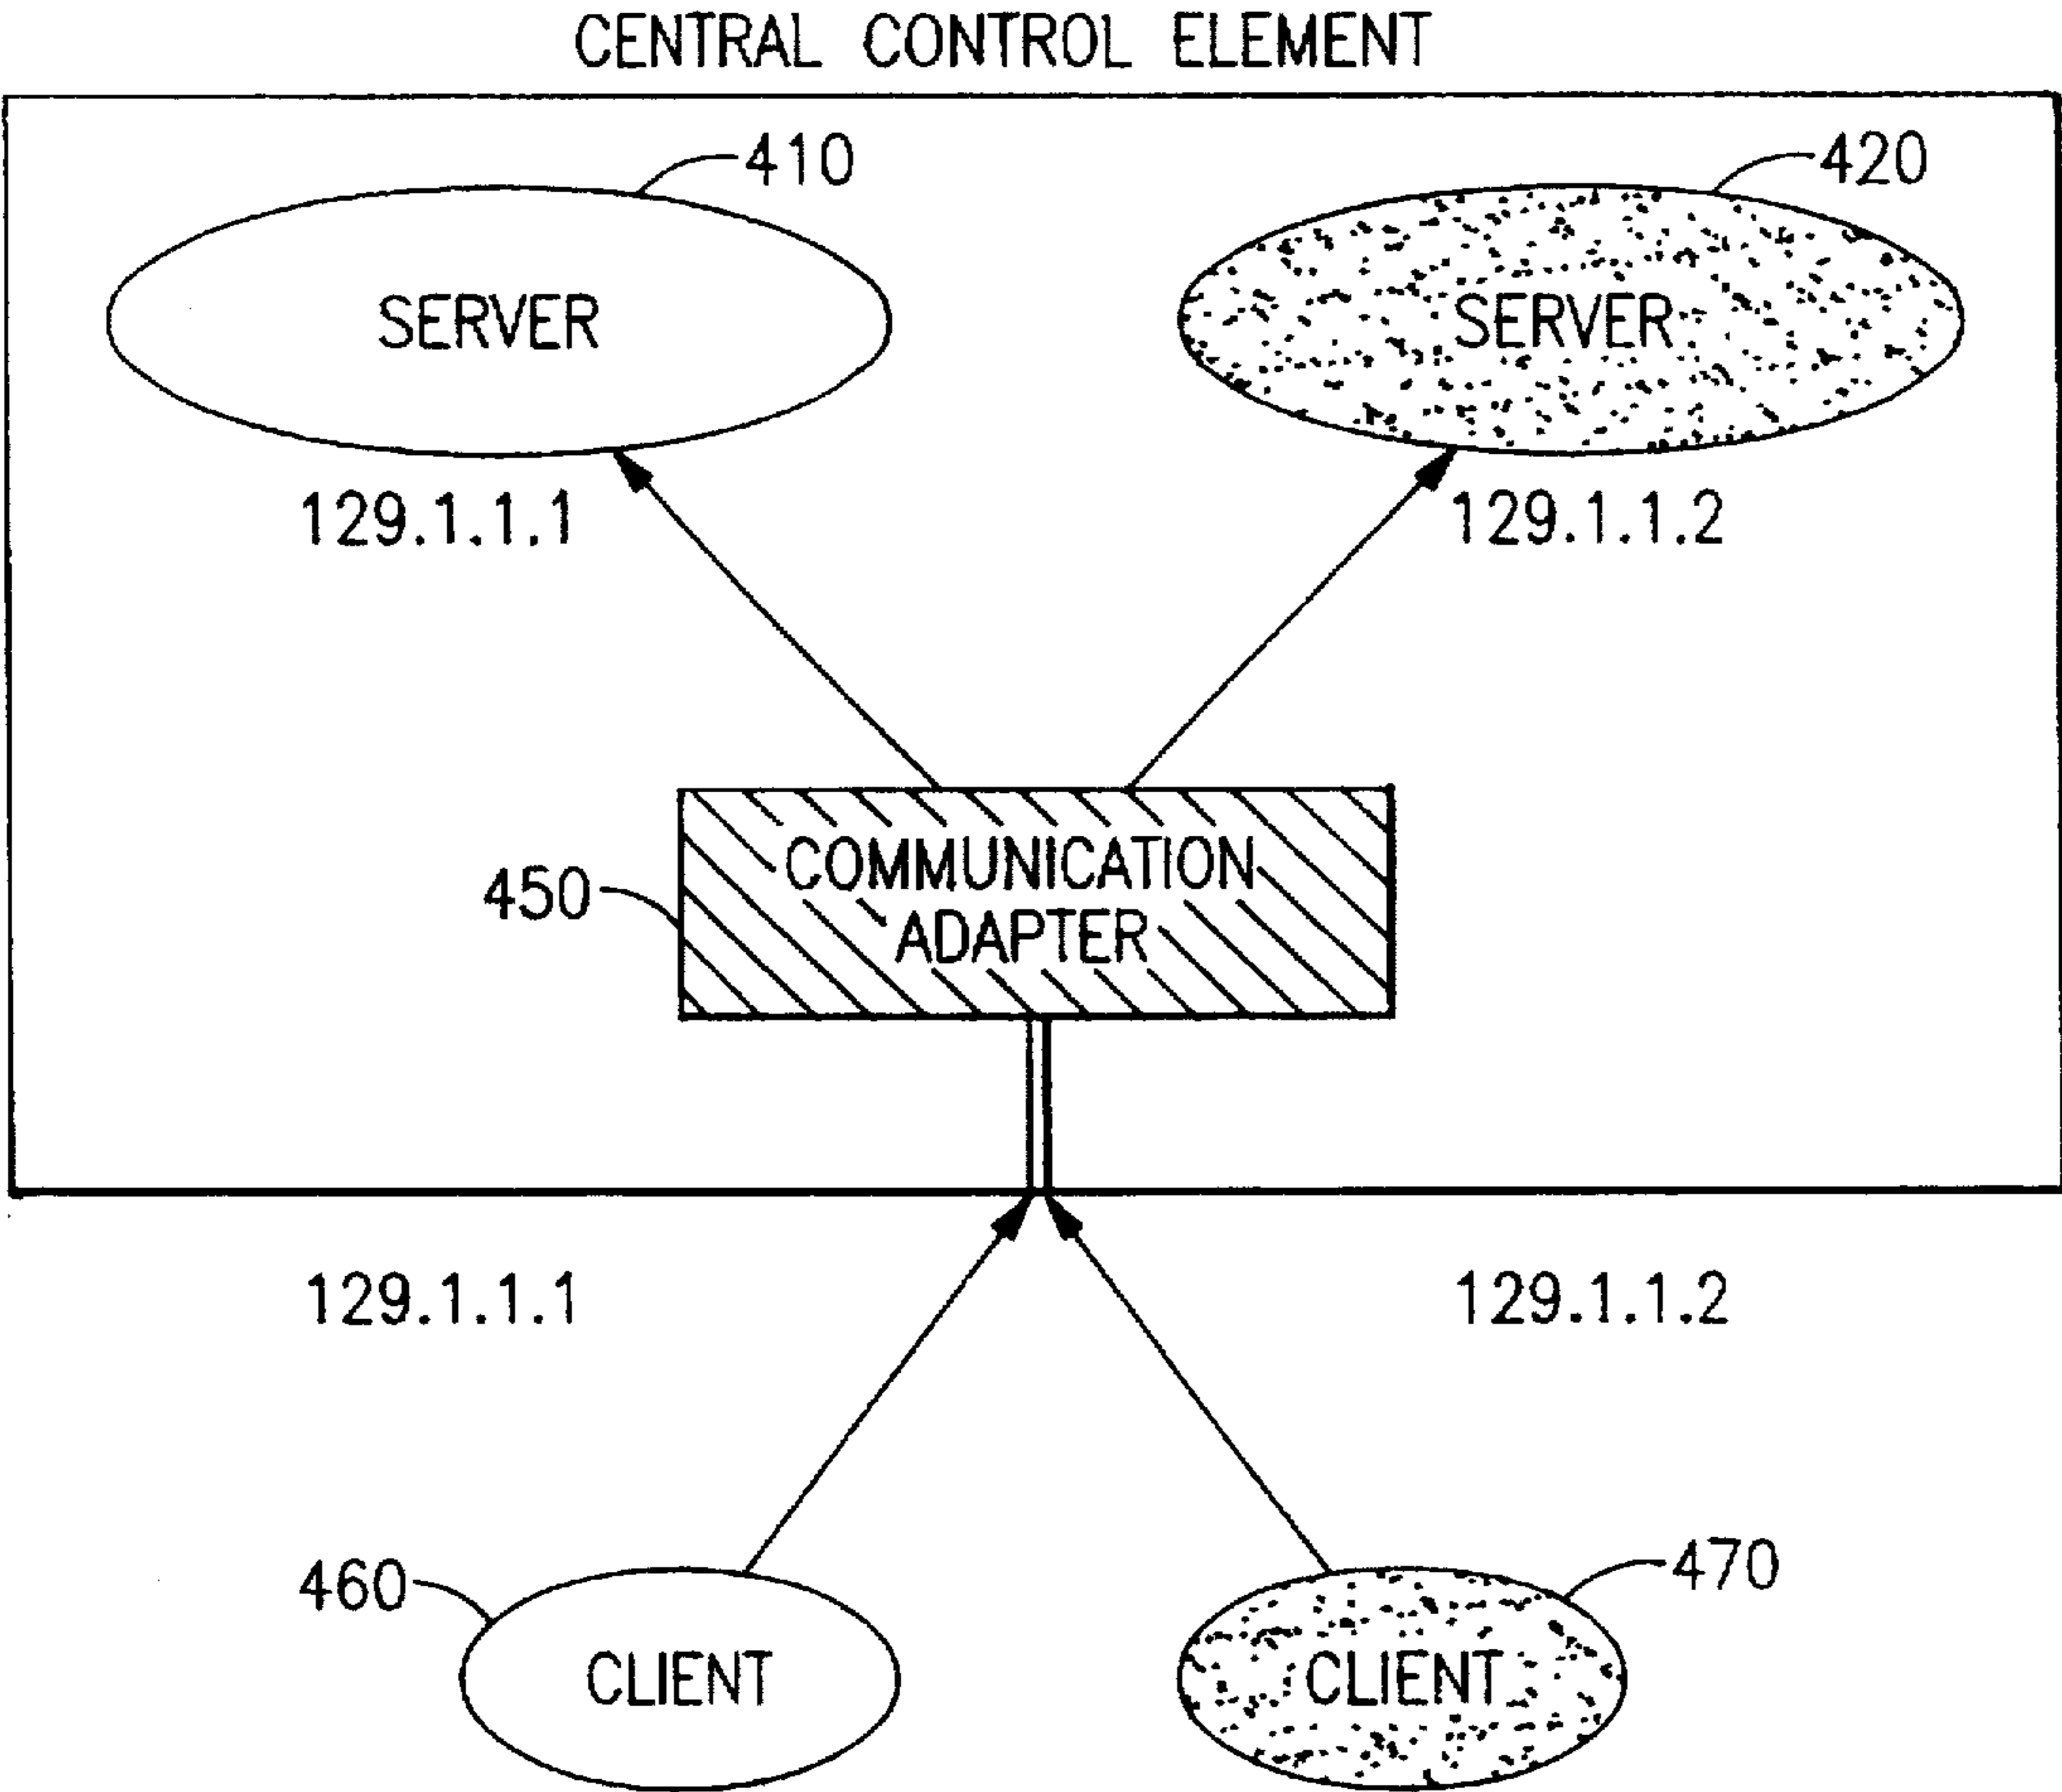 CENTRAL CONTROL ELEMENT
410
420
SERVER
SERVER
129.1.1.1
129.1.1.2
COMMUNICATION
ADAPTER
450
129.1.1.1
129.1.1.2
460
470
CLIENT
CLIENT